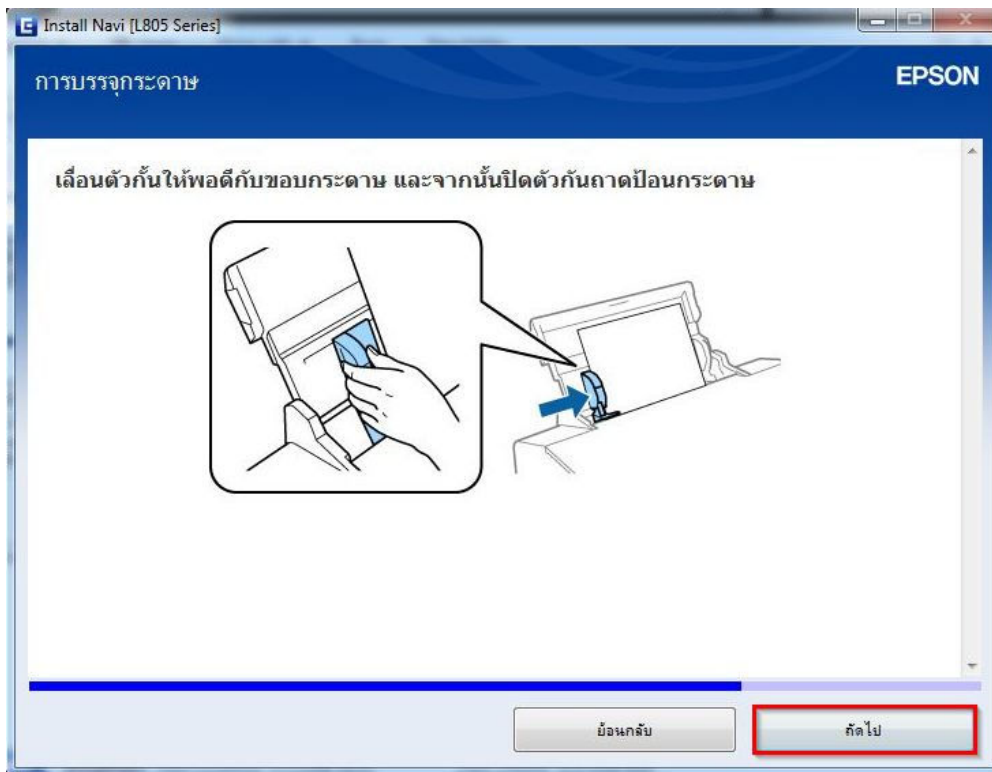 Install Navi [L805 Series]
การบรรจุกระดาษ
EPSON
เลื่อนตัวกั้นให้พอดีกับขอบกระดาษ และจากนั้นปิดตัวกันถาดป้อนกระดาษ
ย้อนกลับ
ถัดไป